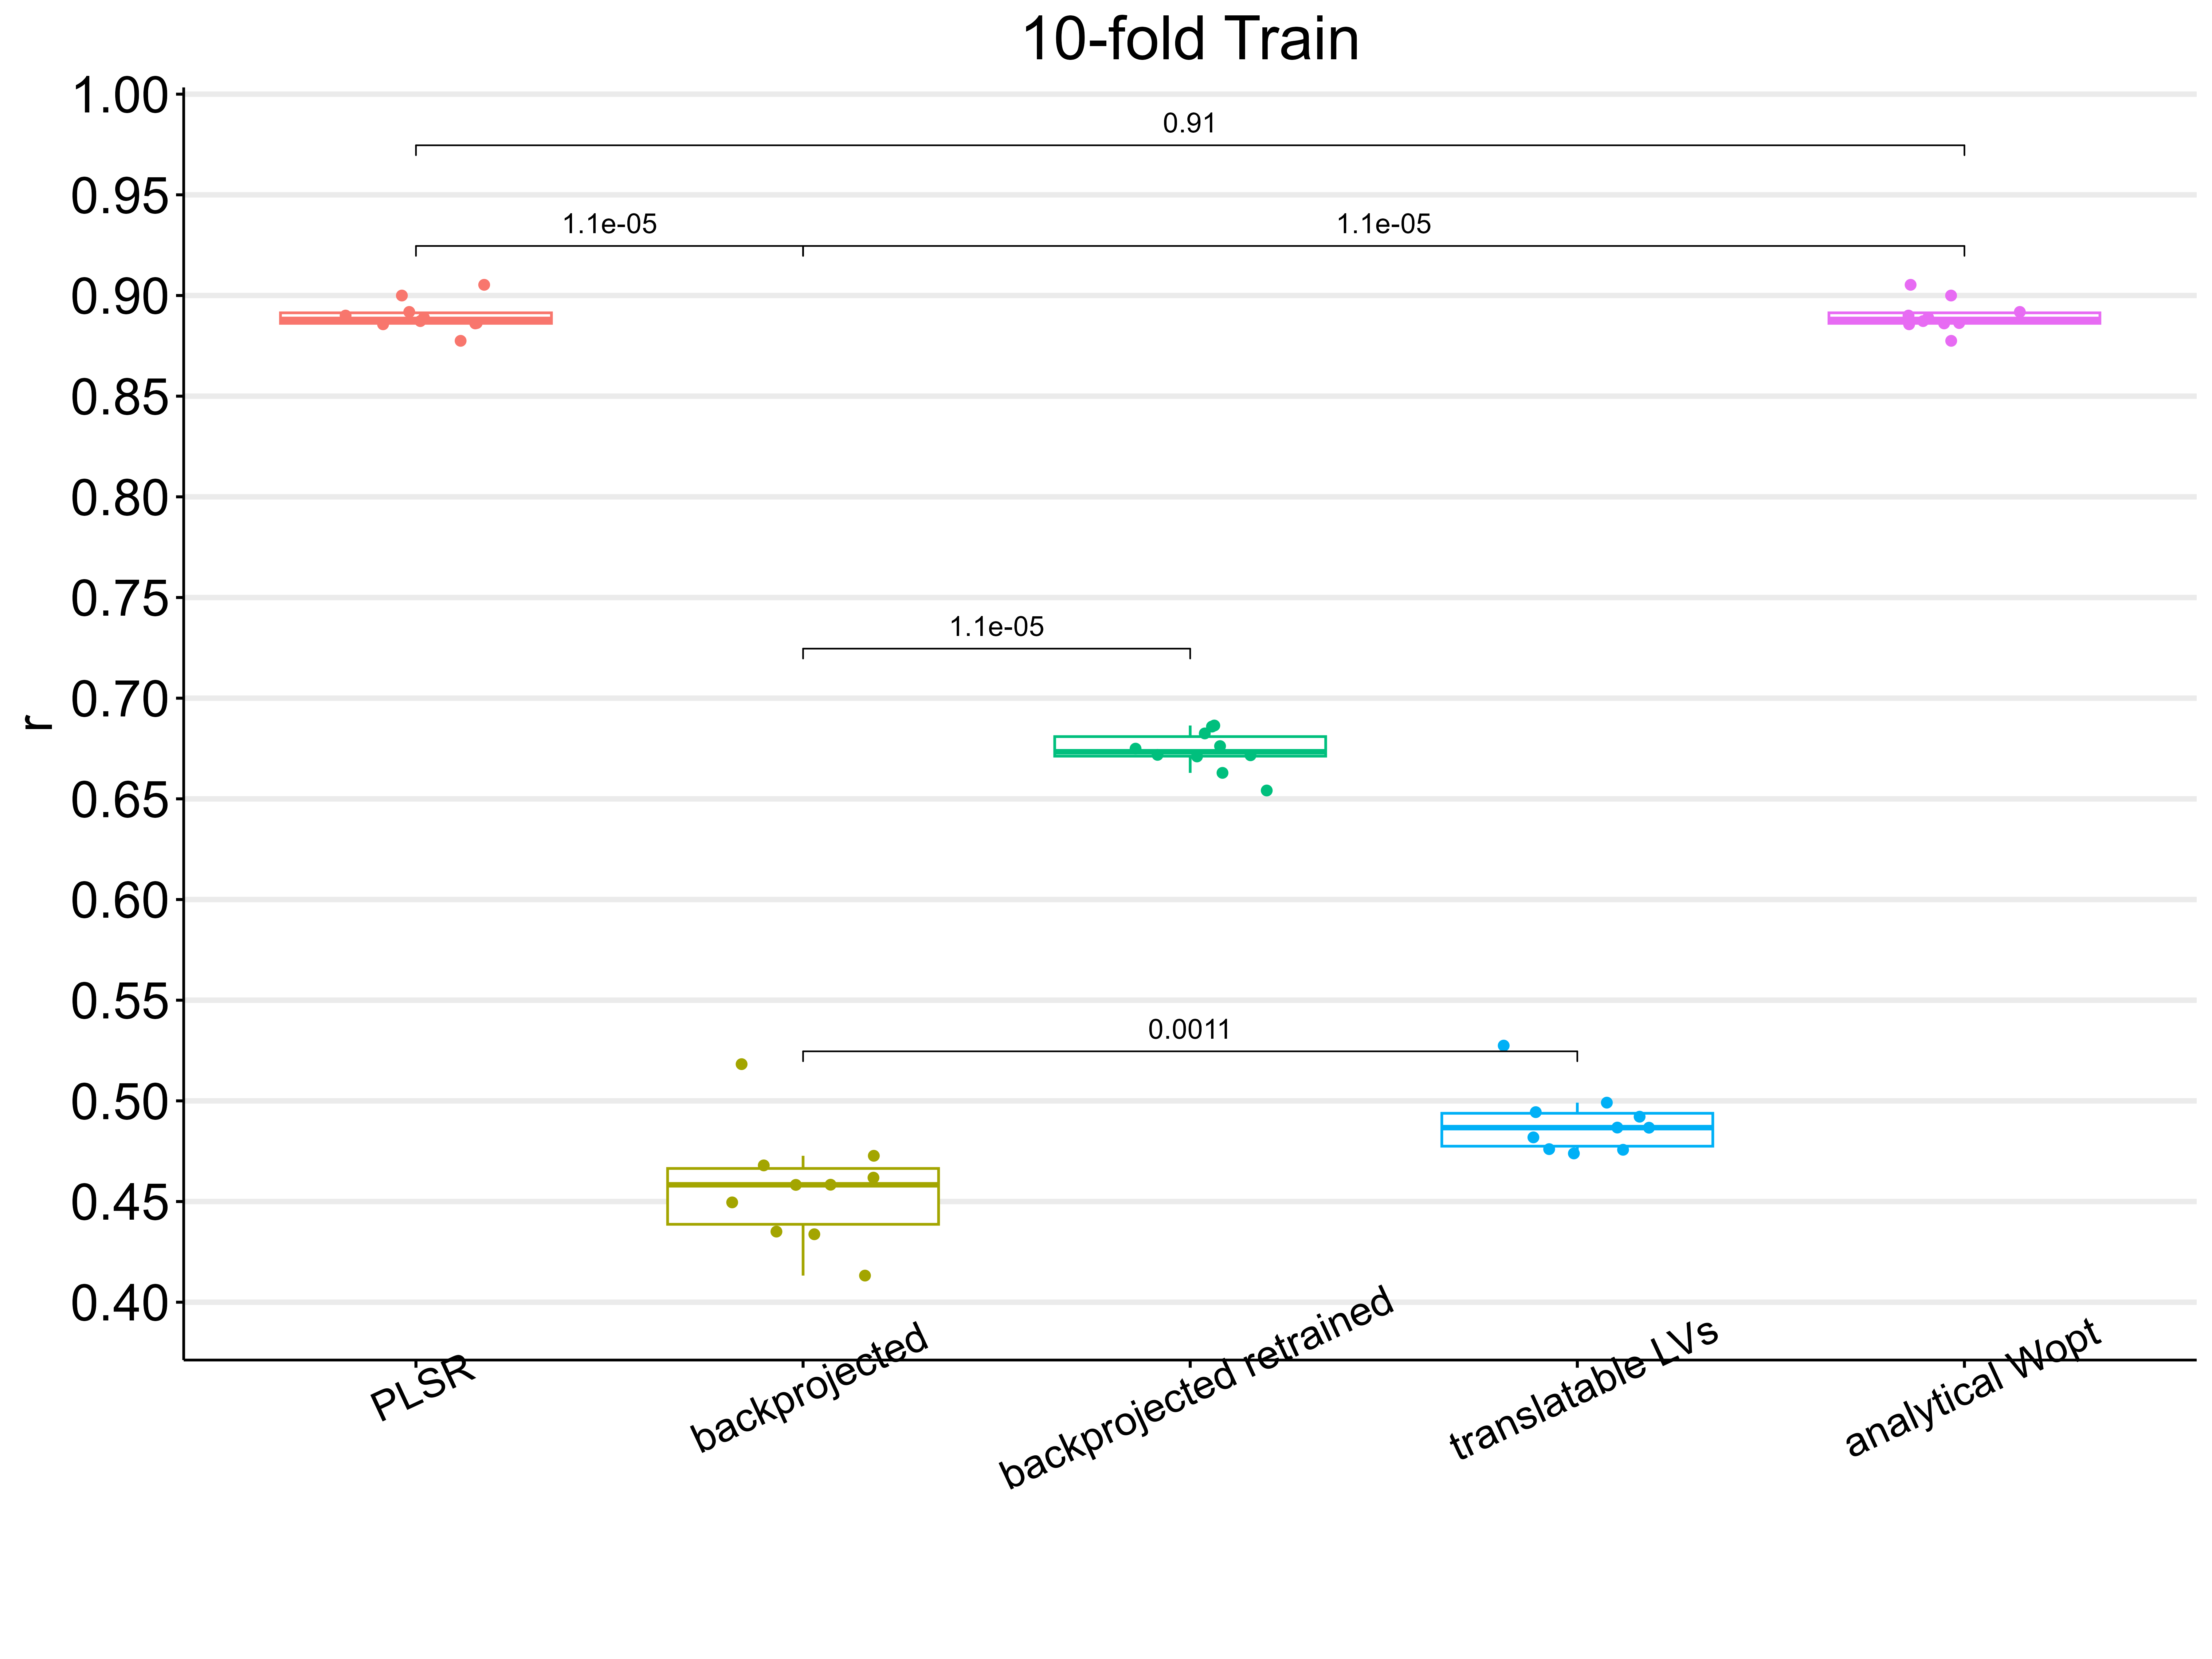 10-fold Train
1.00
0.91
0.95
1.1e-05
1.1e-05
0.90
0.85
0.80
0.75
1.1e-05
0.70
r
0.65
0.60
0.55
0.0011
0.50
0.45
0.40
PLSR
backprojected
backprojected retrained
translatable LVs
analytical Wopt